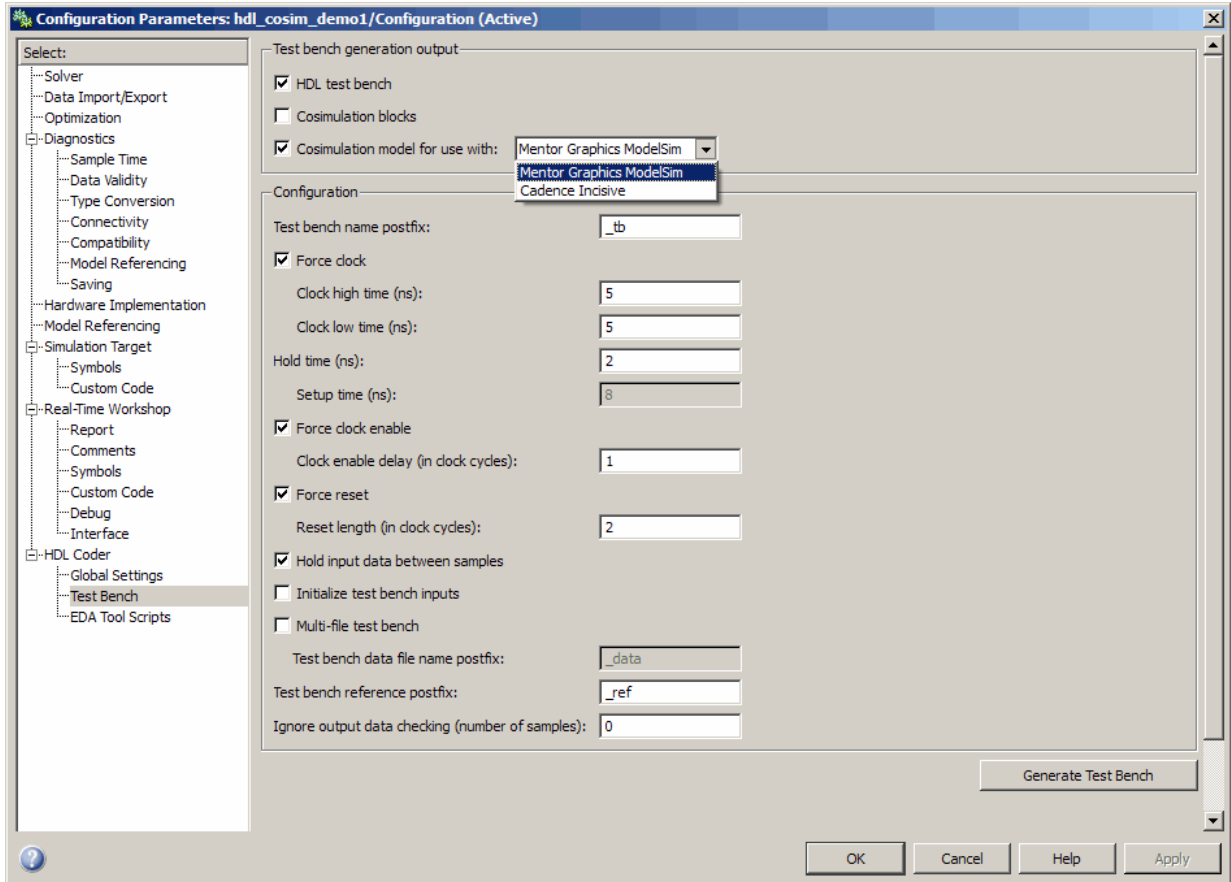 Configuration Parameters: hdl_cosim_demo1/Configuration (Active)
Select:
Solver
Data Import/Export
Optimization
Diagnostics
Sample Time
Data Validity
Type Conversion
Connectivity
Compatibility
Model Referencing
Saving
Hardware Implementation
Model Referencing
Simulation Target
Symbols
Custom Code
Real-Time Workshop
Report
Comments
Symbols
Custom Code
Debug
Interface
HDL Coder
Global Settings
Test Bench
EDA Tool Scripts
Test bench generation output
HDL test bench
Cosimulation blocks
Cosimulation model for use with: Mentor Graphics ModelSim
Mentor Graphics ModelSim
Cadence Incisive
Configuration
Test bench name postfix: _tb
Force clock
Clock high time (ns): 5
Clock low time (ns): 5
Hold time (ns): 2
Setup time (ns): 8
Force clock enable
Clock enable delay (in clock cycles): 1
Force reset
Reset length (in clock cycles): 2
Hold input data between samples
Initialize test bench inputs
Multi-file test bench
Test bench data file name postfix: _data
Test bench reference postfix: _ref
Ignore output data checking (number of samples): 0
Generate Test Bench
OK Cancel Help Apply